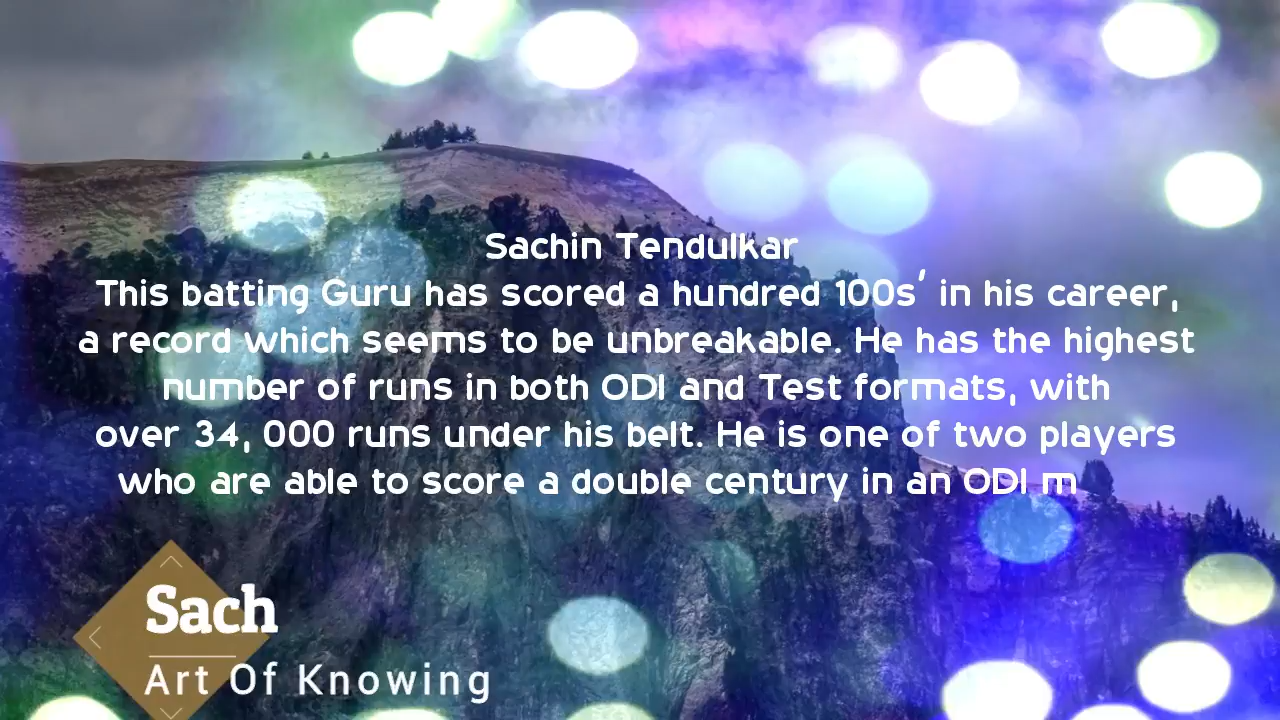 Sachin Tendulkar
This batting Guru has scored a hundred 100s' in his career,
a record which seems to be unbreakable. He has the highest
number of runs in both ODI and Test formats, with
over 34, 000 runs under his belt. He is one of two players
who are able to score a double century in an ODI m
Sach
Art Of Knowing